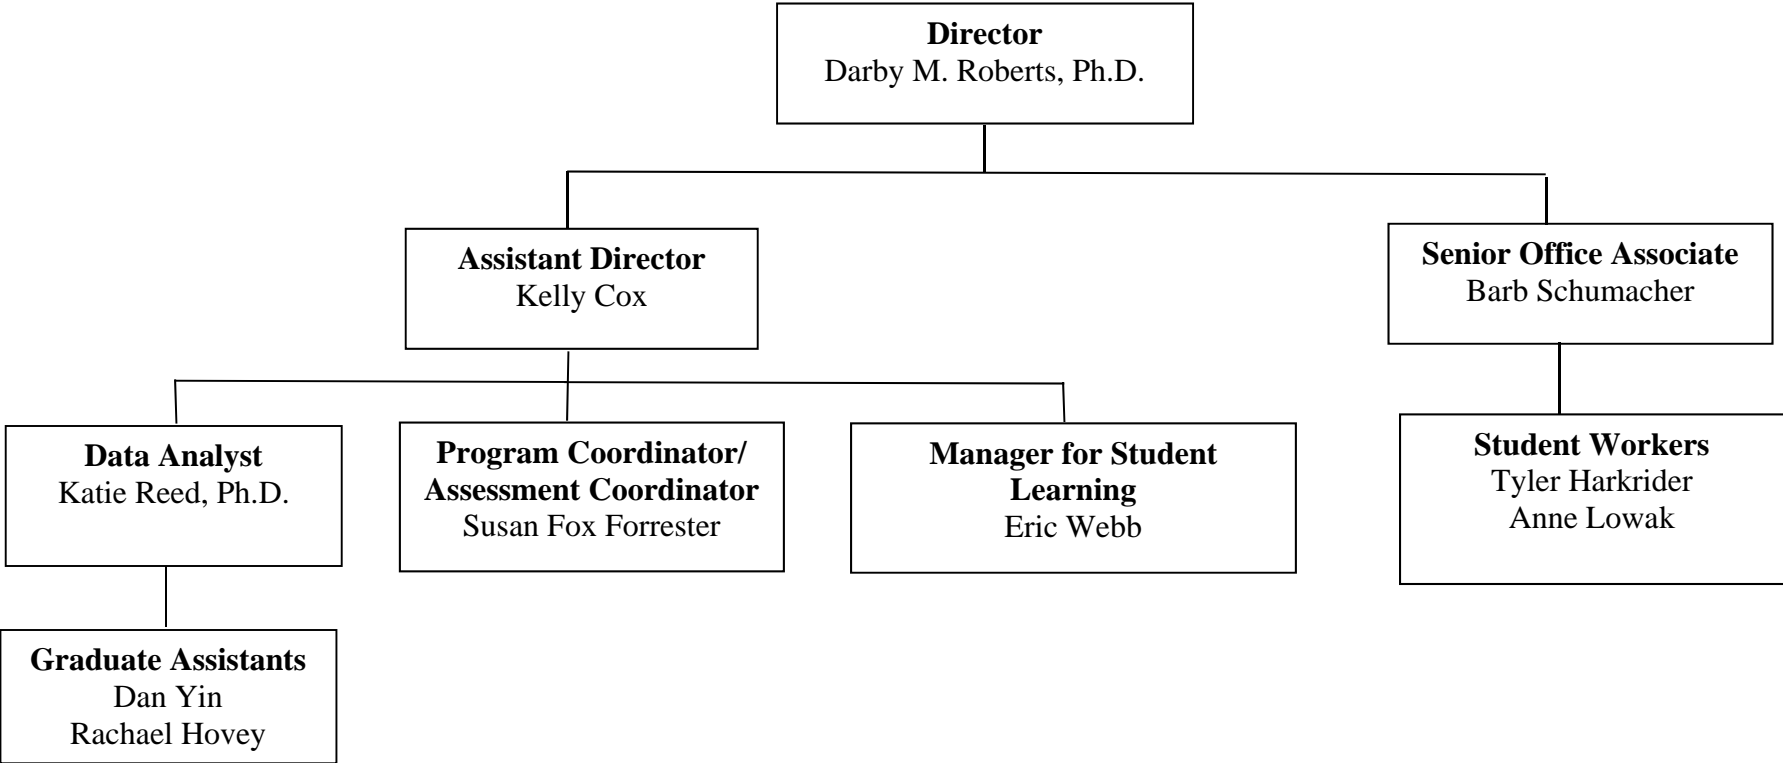 Director
Darby M. Roberts, Ph.D.
Assistant Director
Kelly Cox
Senior Office Associate
Barb Schumacher
Data Analyst
Katie Reed, Ph.D.
Program Coordinator/
Assessment Coordinator
Susan Fox Forrester
Manager for Student
Learning
Eric Webb
Student Workers
Tyler Harkrider
Anne Lowak
Graduate Assistants
Dan Yin
Rachael Hovey